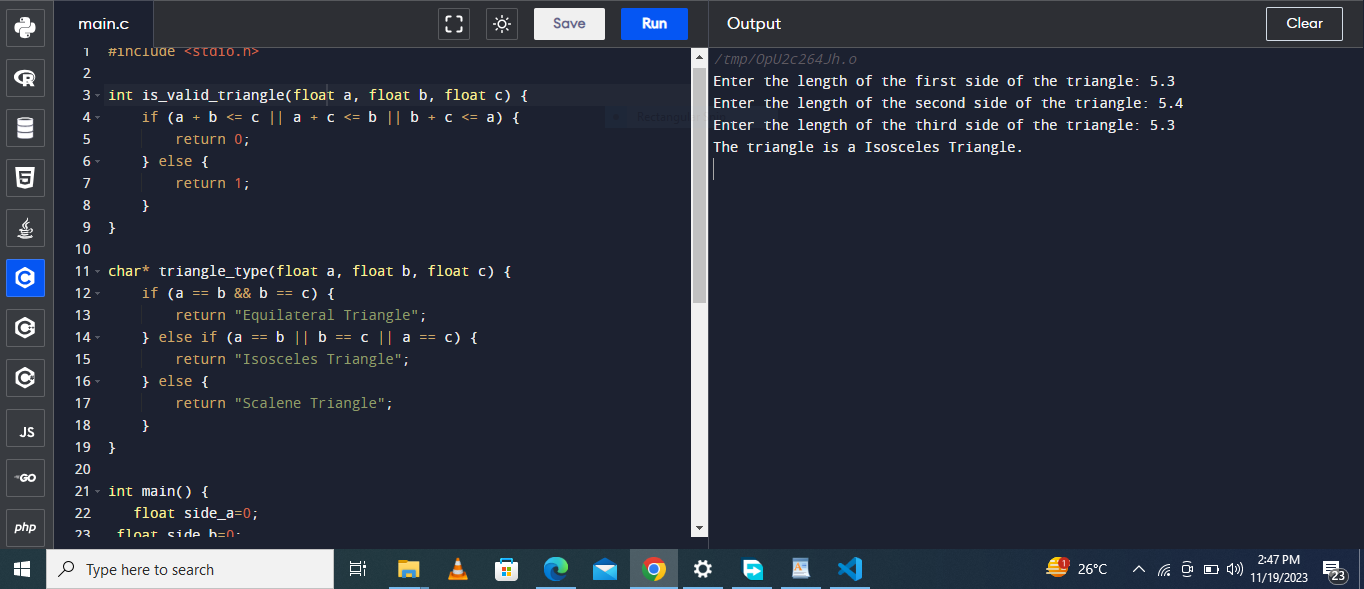 main.c
Save
Run
Output
Clear
1 #include <stdio.h>
2
3 int is_valid_triangle(float a, float b, float c) {
4 if (a + b <= c || a + c <= b || b + c <= a) {
5 return 0;
6 } else {
7 return 1;
8 }
9 }
10
11 char* triangle_type(float a, float b, float c) {
12 if (a == b && b == c) {
13 return "Equilateral Triangle";
14 } else if (a == b || b == c || a == c) {
15 return "Isosceles Triangle";
16 } else {
17 return "Scalene Triangle";
18 }
19 }
20
21 int main() {
22 float side_a=0;
23 float side_b=0;
/tmp/OpU2c264Jh.o
Enter the length of the first side of the triangle: 5.3
Enter the length of the second side of the triangle: 5.4
Enter the length of the third side of the triangle: 5.3
The triangle is a Isosceles Triangle.
JS
GO
php
Type here to search
1
26°C
2:47 PM
11/19/2023
23